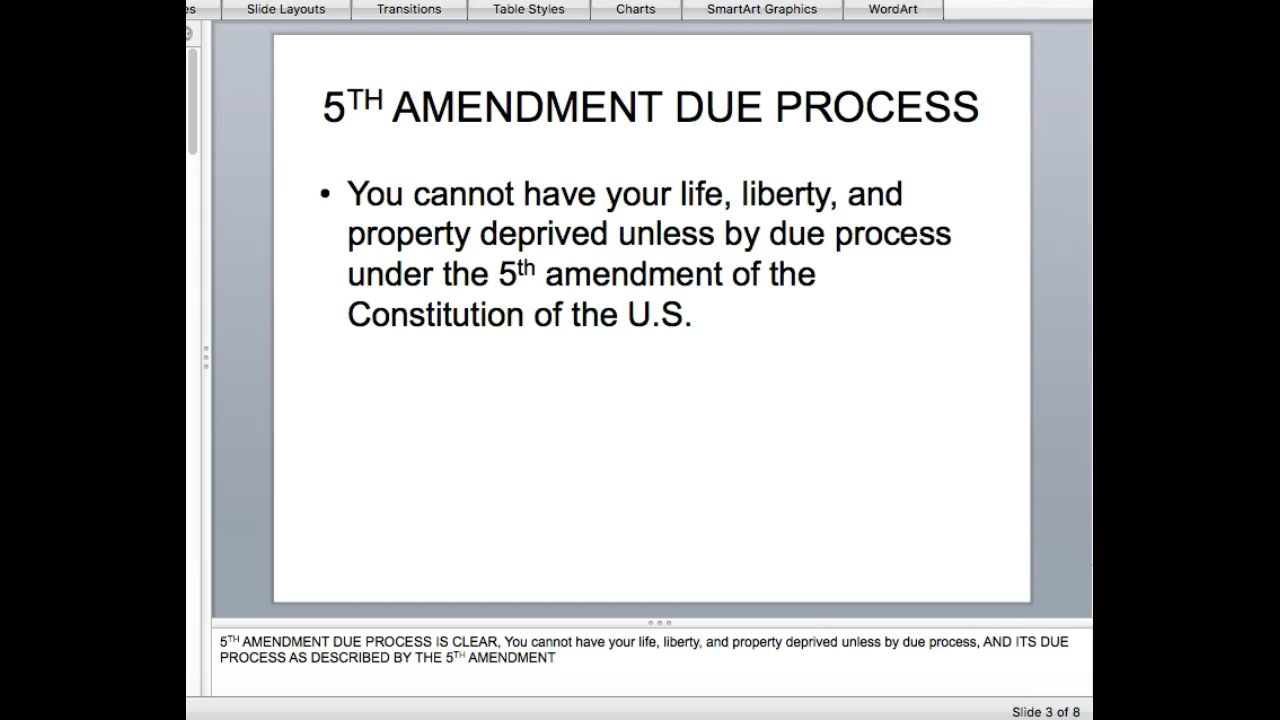 es Slide Layouts Transitions Table Styles Charts SmartArt Graphics WordArt
5TH AMENDMENT DUE PROCESS
• You cannot have your life, liberty, and
property deprived unless by due process
under the 5th amendment of the
Constitution of the U.S.
5TH AMENDMENT DUE PROCESS IS CLEAR, You cannot have your life, liberty, and property deprived unless by due process, AND ITS DUE
PROCESS AS DESCRIBED BY THE 5TH AMENDMENT
Slide 3 of 8